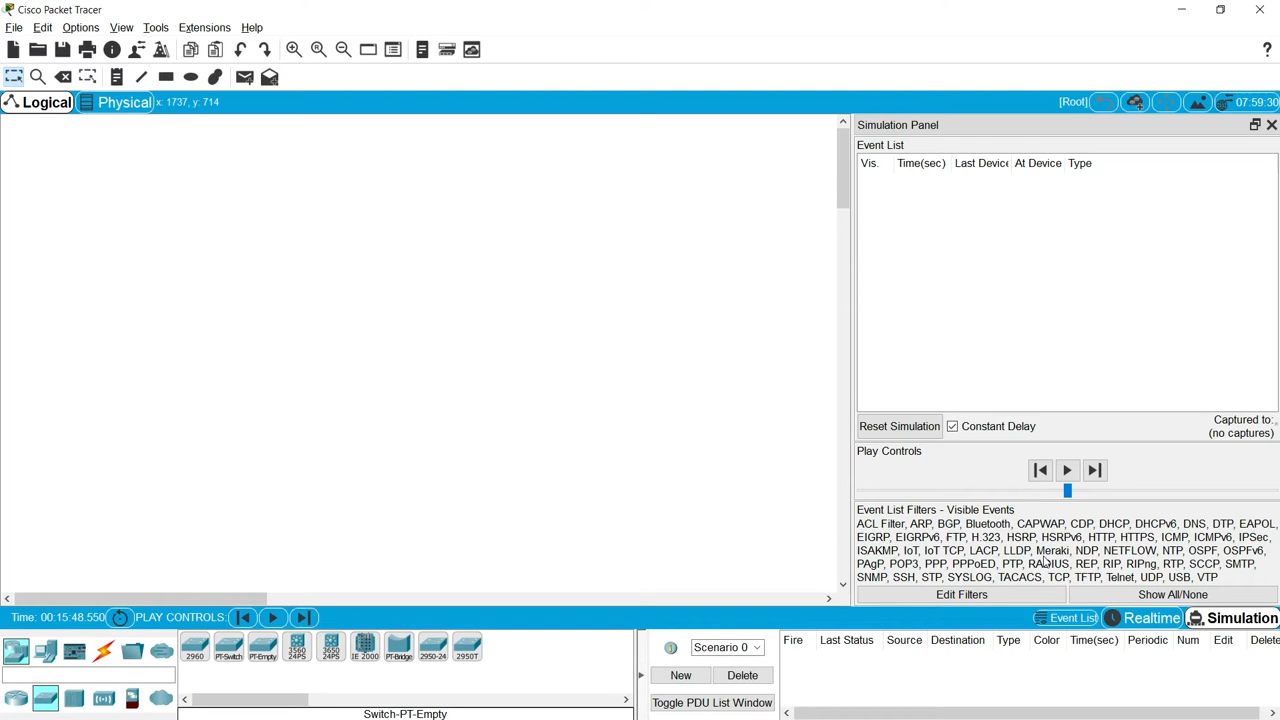 Cisco Packet Tracer
File Edit Options View Tools Extensions Help
?
Logical Physical x: 1737, y: 714 [Root] 07:59:30
Simulation Panel
Event List
Vis. Time(sec) Last Device At Device Type
Reset Simulation Constant Delay Captured to:
(no captures)
Play Controls
Event List Filters - Visible Events
ACL Filter, ARP, BGP, Bluetooth, CAPWAP, CDP, DHCP, DHCPv6, DNS, DTP, EAPOL,
EIGRP, EIGRPv6, FTP, H.323, HSRP, HSRPv6, HTTP, HTTPS, ICMP, ICMPv6, IPSec,
ISAKMP, IoT, IoT TCP, LACP, LLDP, Meraki, NDP, NETFLOW, NTP, OSPF, OSPFv6,
PAgP, POP3, PPP, PPPoED, PTP, RADIUS, REP, RIP, RIPng, RTP, SCCP, SMTP,
SNMP, SSH, STP, SYSLOG, TACACS, TCP, TFTP, Telnet, UDP, USB, VTP
Edit Filters Show All/None
Time: 00:15:48.550 PLAY CONTROLS: Event List Realtime Simulation
2960 PT-Switch PT-Empty 3560 24PS 3650 24PS IE 2000 PT-Bridge 2950-24 2950T
Switch-PT-Empty
Scenario 0
New Delete
Toggle PDU List Window
Fire Last Status Source Destination Type Color Time(sec) Periodic Num Edit Delete